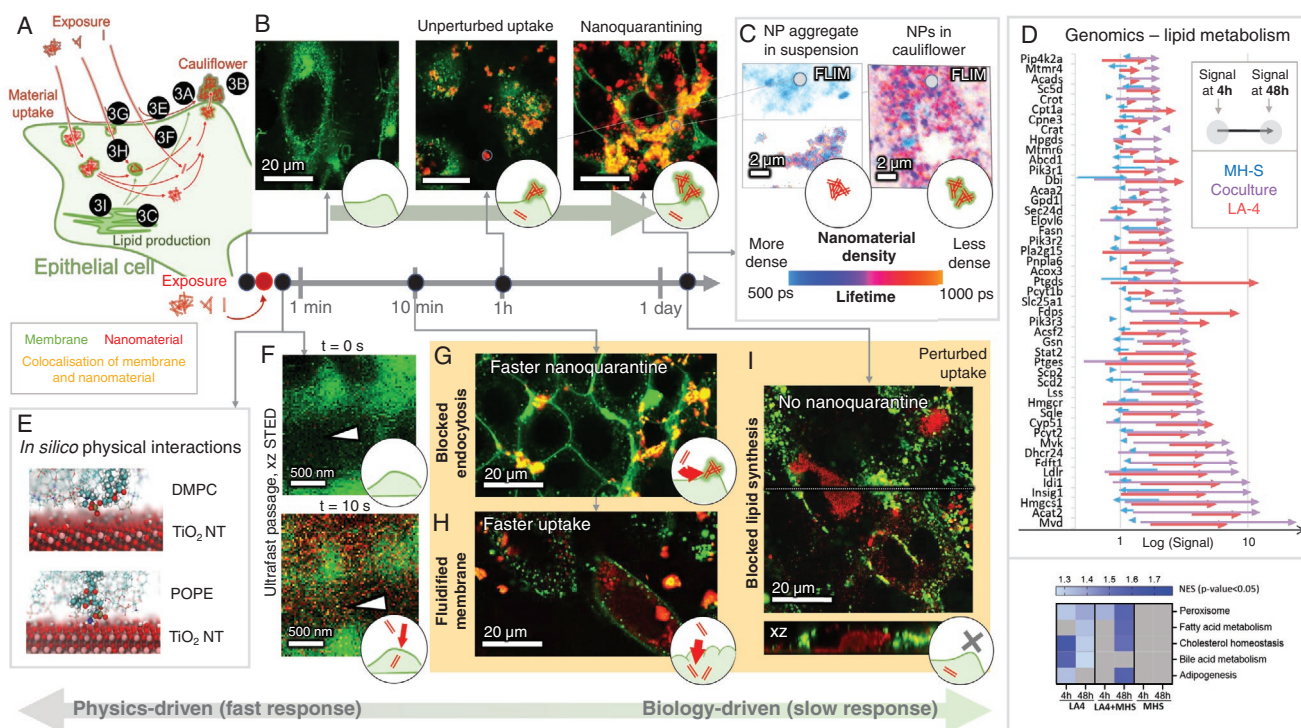 A
Exposure
Cauliflower
Material
uptake
3A
3B
3E
3G
3F
3H
3I
3C
Lipid production
Epithelial cell
Exposure
B
Unperturbed uptake
Nanoquarantining
20 µm
1 min
10 min
1h
1 day
C
NP aggregate
in suspension
NPs in
cauliflower
FLIM
FLIM
2 µm
2 µm
More
dense
Nanomaterial
density
Less
dense
500 ps
Lifetime
1000 ps
D
Genomics – lipid metabolism
Signal
at 4h
Signal
at 48h
MH-S
Coculture
LA-4
Pip4k2a
Mtmr4
Acads
Sc5d
Crot
Cpt1a
Cpne3
Crat
Hpgds
Mtmr6
Abcd1
Pik3r1
Dbi
Acaa2
Gpd1
Sec24d
Elovl6
Fasn
Pik3r2
Pla2g15
Pnpla6
Acox3
Ptgds
Pcyt1b
Slc25a1
Fdps
Pik3r3
Acsf2
Gsn
Stat2
Ptges
Scp2
Scd2
Lss
Hmgcr
Sqle
Cyp51
Pcyt2
Mvk
Dhcr24
Fdft1
Ldlr
Idi1
Insig1
Hmgcs1
Acat2
Mvd
1
Log (Signal)
10
1.3 1.4 1.5 1.6 1.7
NES (p-value<0.05)
Peroxisome
Fatty acid metabolism
Cholesterol homeostasis
Bile acid metabolism
Adipogenesis
4h 48h 4h 48h 4h 48h
LA4 LA4+MHS MHS
Membrane Nanomaterial
Colocalisation of membrane
and nanomaterial
E
In silico physical interactions
DMPC
TiO2 NT
POPE
TiO2 NT
F
t = 0 s
500 nm
t = 10 s
500 nm
Ultrafast passage, xz STED
G
Faster nanoquarantine
20 µm
Blocked
endocytosis
H
Faster uptake
20 µm
Fluidified
membrane
I
Perturbed
uptake
No nanoquarantine
20 µm
xz
Blocked lipid synthesis
Physics-driven (fast response)
Biology-driven (slow response)